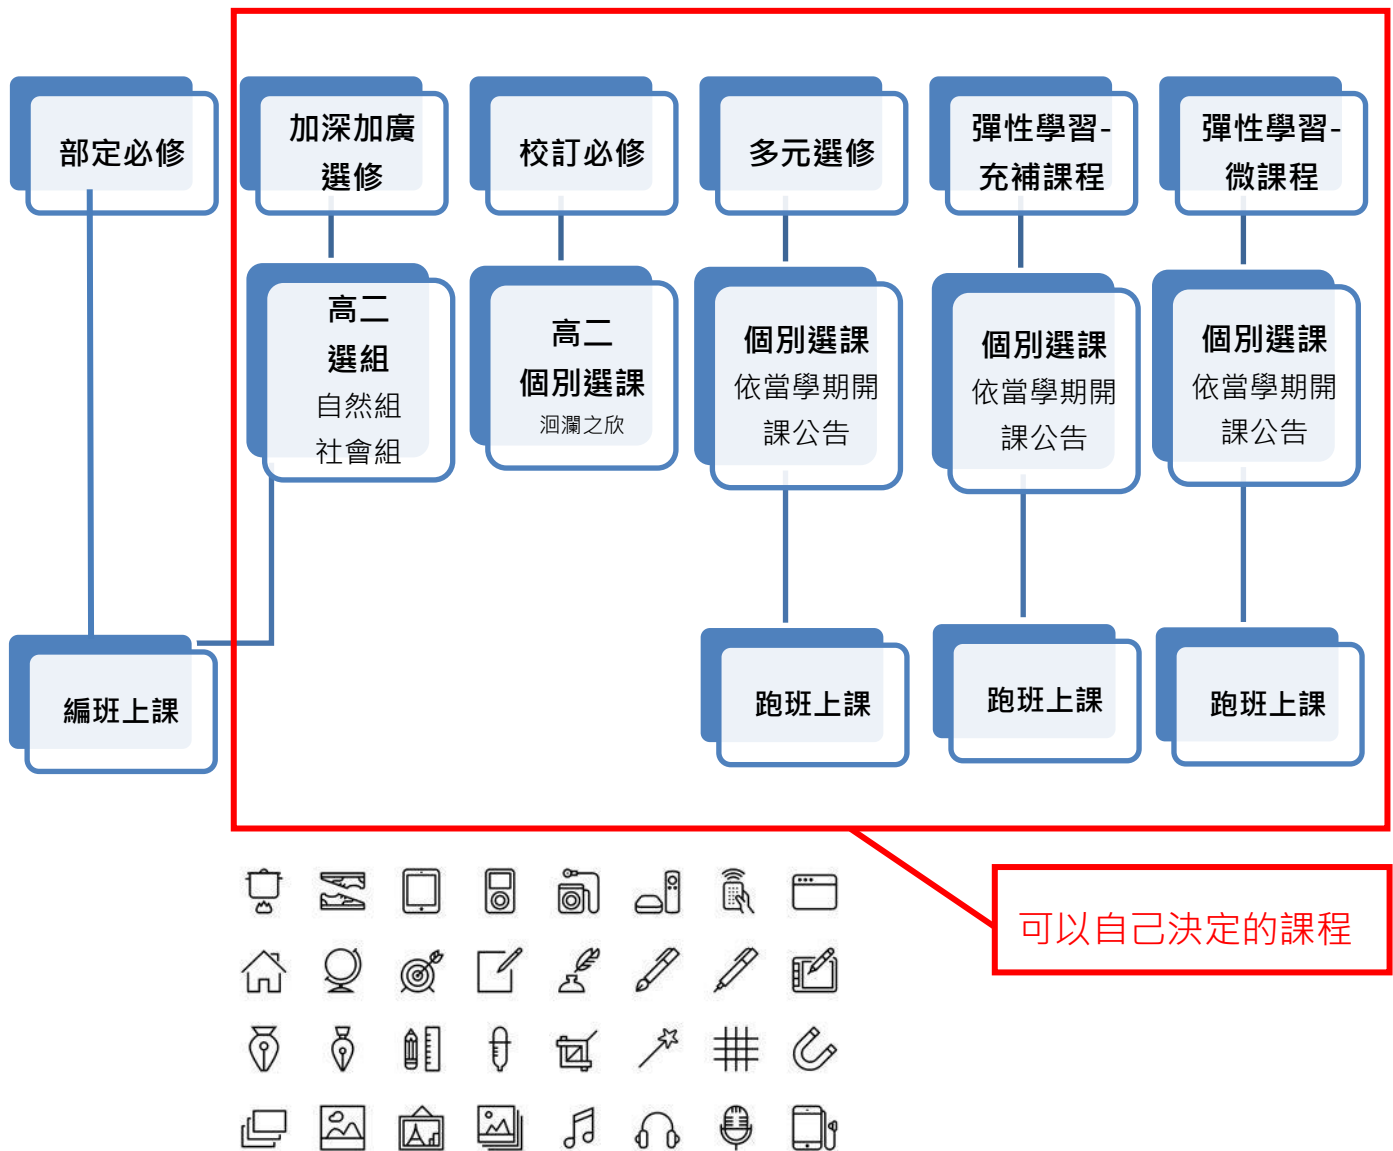 部定必修
加深加廣
選修
校訂必修
多元選修
彈性學習-
充補課程
彈性學習-
微課程
高二
選組
自然組
社會組
高二
個別選課
洄瀾之欣
個別選課
依當學期開
課公告
個別選課
依當學期開
課公告
個別選課
依當學期開
課公告
編班上課
跑班上課
跑班上課
跑班上課
可以自己決定的課程